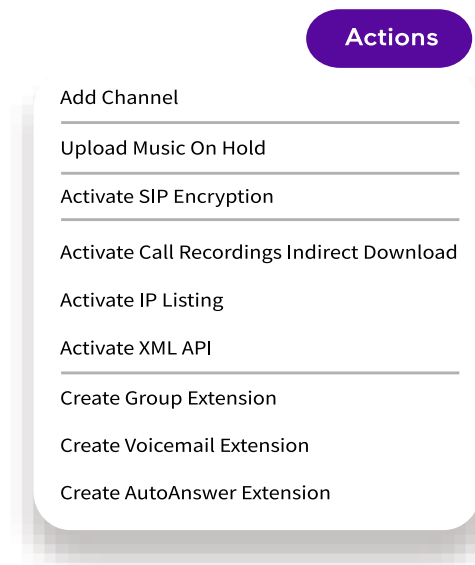 Actions
Add Channel
Upload Music On Hold
Activate SIP Encryption
Activate Call Recordings Indirect Download
Activate IP Listing
Activate XML API
Create Group Extension
Create Voicemail Extension
Create AutoAnswer Extension